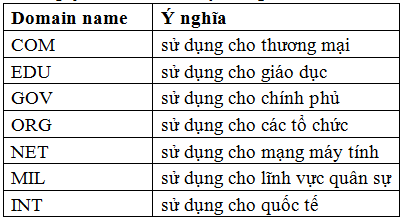 Domain name Ý nghĩa
COM sử dụng cho thương mại
EDU sử dụng cho giáo dục
GOV sử dụng cho chính phủ
ORG sử dụng cho các tổ chức
NET sử dụng cho mạng máy tính
MIL sử dụng cho lĩnh vực quân sự
INT sử dụng cho quốc tế